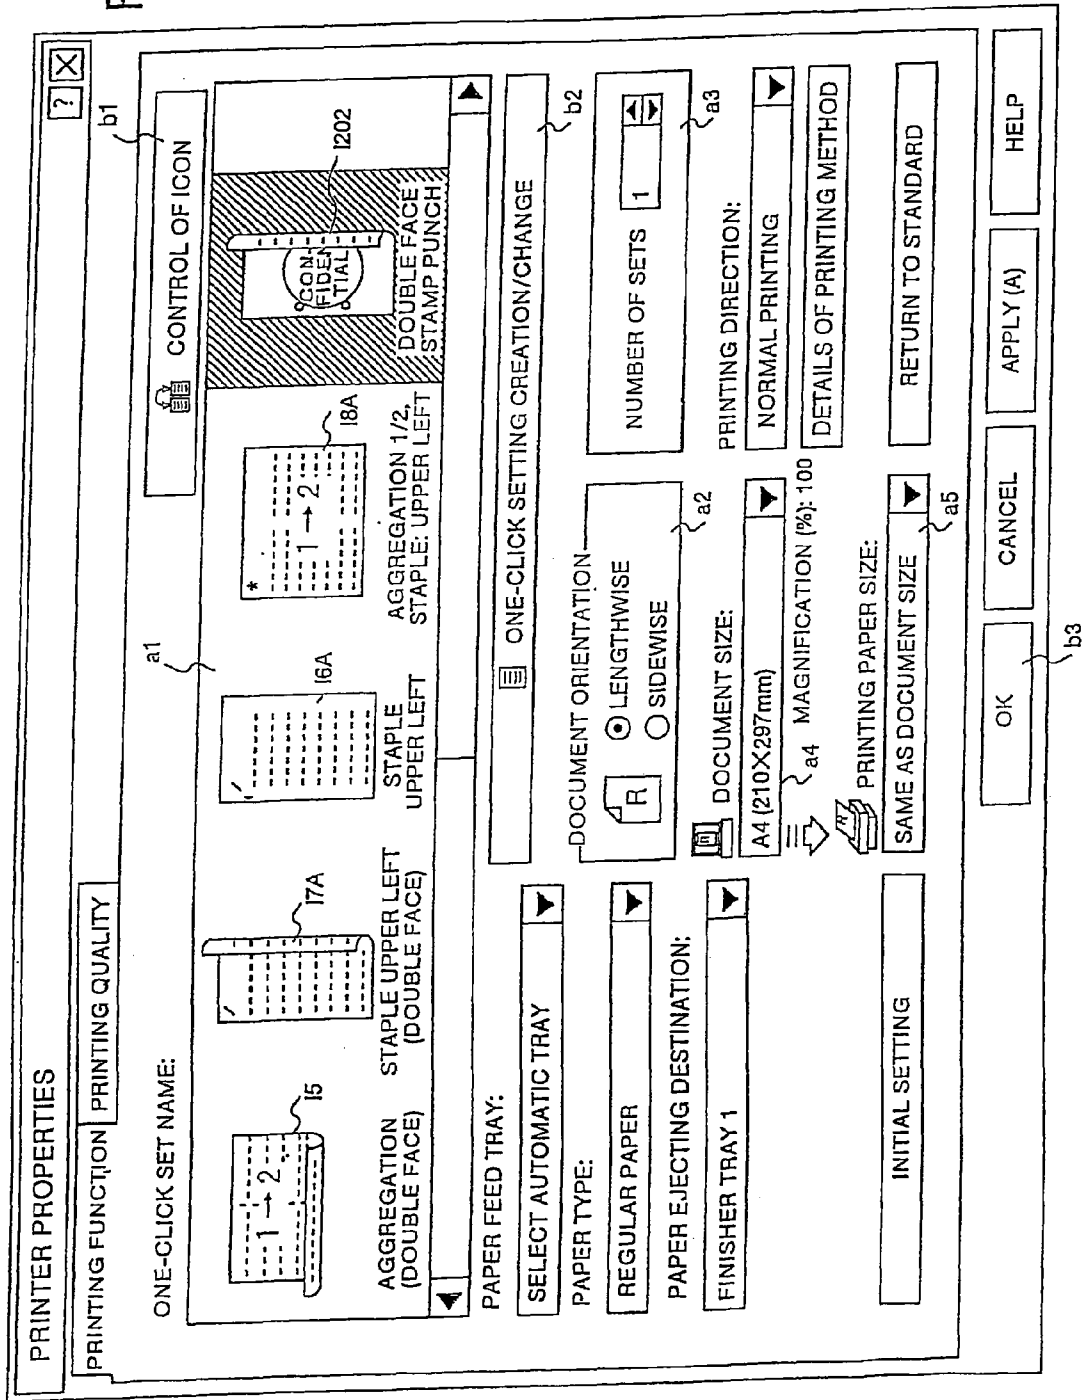 F
PRINTER PROPERTIES
? X
PRINTING FUNCTION PRINTING QUALITY
ONE-CLICK SET NAME:
a1
CONTROL OF ICON
b1
1 → 2
I5
I7A
I6A
*
1 → 2
I8A
CON-
FIDEN
TIAL
I202
AGGREGATION
(DOUBLE FACE)
STAPLE UPPER LEFT
(DOUBLE FACE)
STAPLE
UPPER LEFT
AGGREGATION 1/2,
STAPLE: UPPER LEFT
DOUBLE FACE
STAMP PUNCH
PAPER FEED TRAY:
SELECT AUTOMATIC TRAY
PAPER TYPE:
REGULAR PAPER
PAPER EJECTING DESTINATION:
FINISHER TRAY 1
INITIAL SETTING
ONE-CLICK SETTING CREATION/CHANGE
b2
DOCUMENT ORIENTATION
R
LENGTHWISE
SIDEWISE
a2
DOCUMENT SIZE:
A4 (210X297mm)
a4
MAGNIFICATION (%): 100
R
PRINTING PAPER SIZE:
SAME AS DOCUMENT SIZE
a5
NUMBER OF SETS
1
a3
PRINTING DIRECTION:
NORMAL PRINTING
DETAILS OF PRINTING METHOD
RETURN TO STANDARD
OK
CANCEL
APPLY (A)
HELP
b3